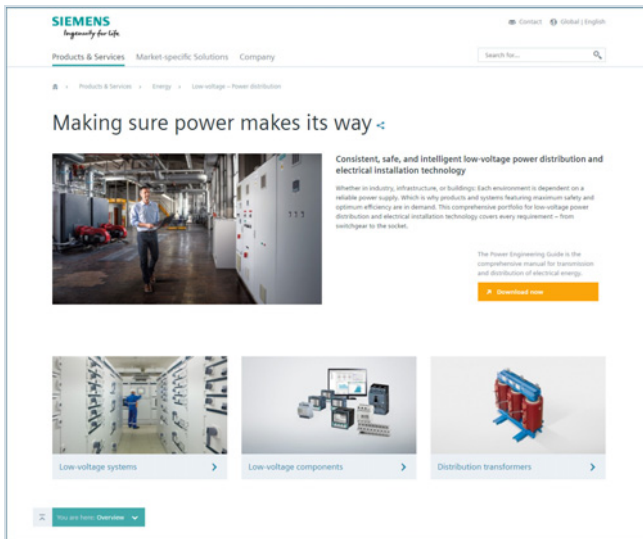 SIEMENS
Ingenuity for life
Contact Global | English
Products & Services Market-specific Solutions Company
Search for...
Products & Services Energy Low-voltage – Power distribution
Making sure power makes its way
Consistent, safe, and intelligent low-voltage power distribution and
electrical installation technology
Whether in industry, infrastructure, or buildings: Each environment is dependent on a
reliable power supply. Which is why products and systems featuring maximum safety and
optimum efficiency are in demand. This comprehensive portfolio for low-voltage power
distribution and electrical installation technology covers every requirement – from
switchgear to the socket.
The Power Engineering Guide is the
comprehensive manual for transmission
and distribution of electrical energy.
Download now
Low-voltage systems
Low-voltage components
Distribution transformers
You are here: Overview